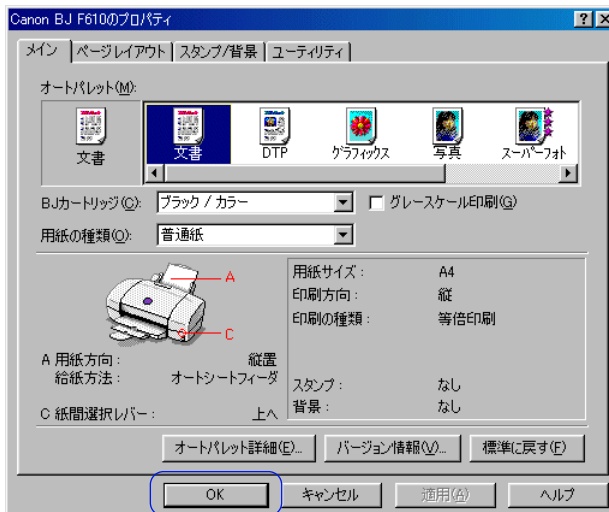 Canon BJ F610のプロパティ
メイン ページレイアウト スタンプ/背景 ユーティリティ
オートパレット(M):
文書 文書 DTP グラフィックス 写真 スーパーフォト
BJカートリッジ(C): ブラック / カラー グレースケール印刷(G)
用紙の種類(O): 普通紙
用紙サイズ : A4
A
印刷方向 : 縦
印刷の種類 : 等倍印刷
C
A 用紙方向 : 縦置
給紙方法 : オートシートフィーダ
スタンプ : なし
背景 : なし
C 紙間選択レバー : 上へ
オートパレット詳細(E)... バージョン情報(V)... 標準に戻す(F)
OK キャンセル 適用(A) ヘルプ